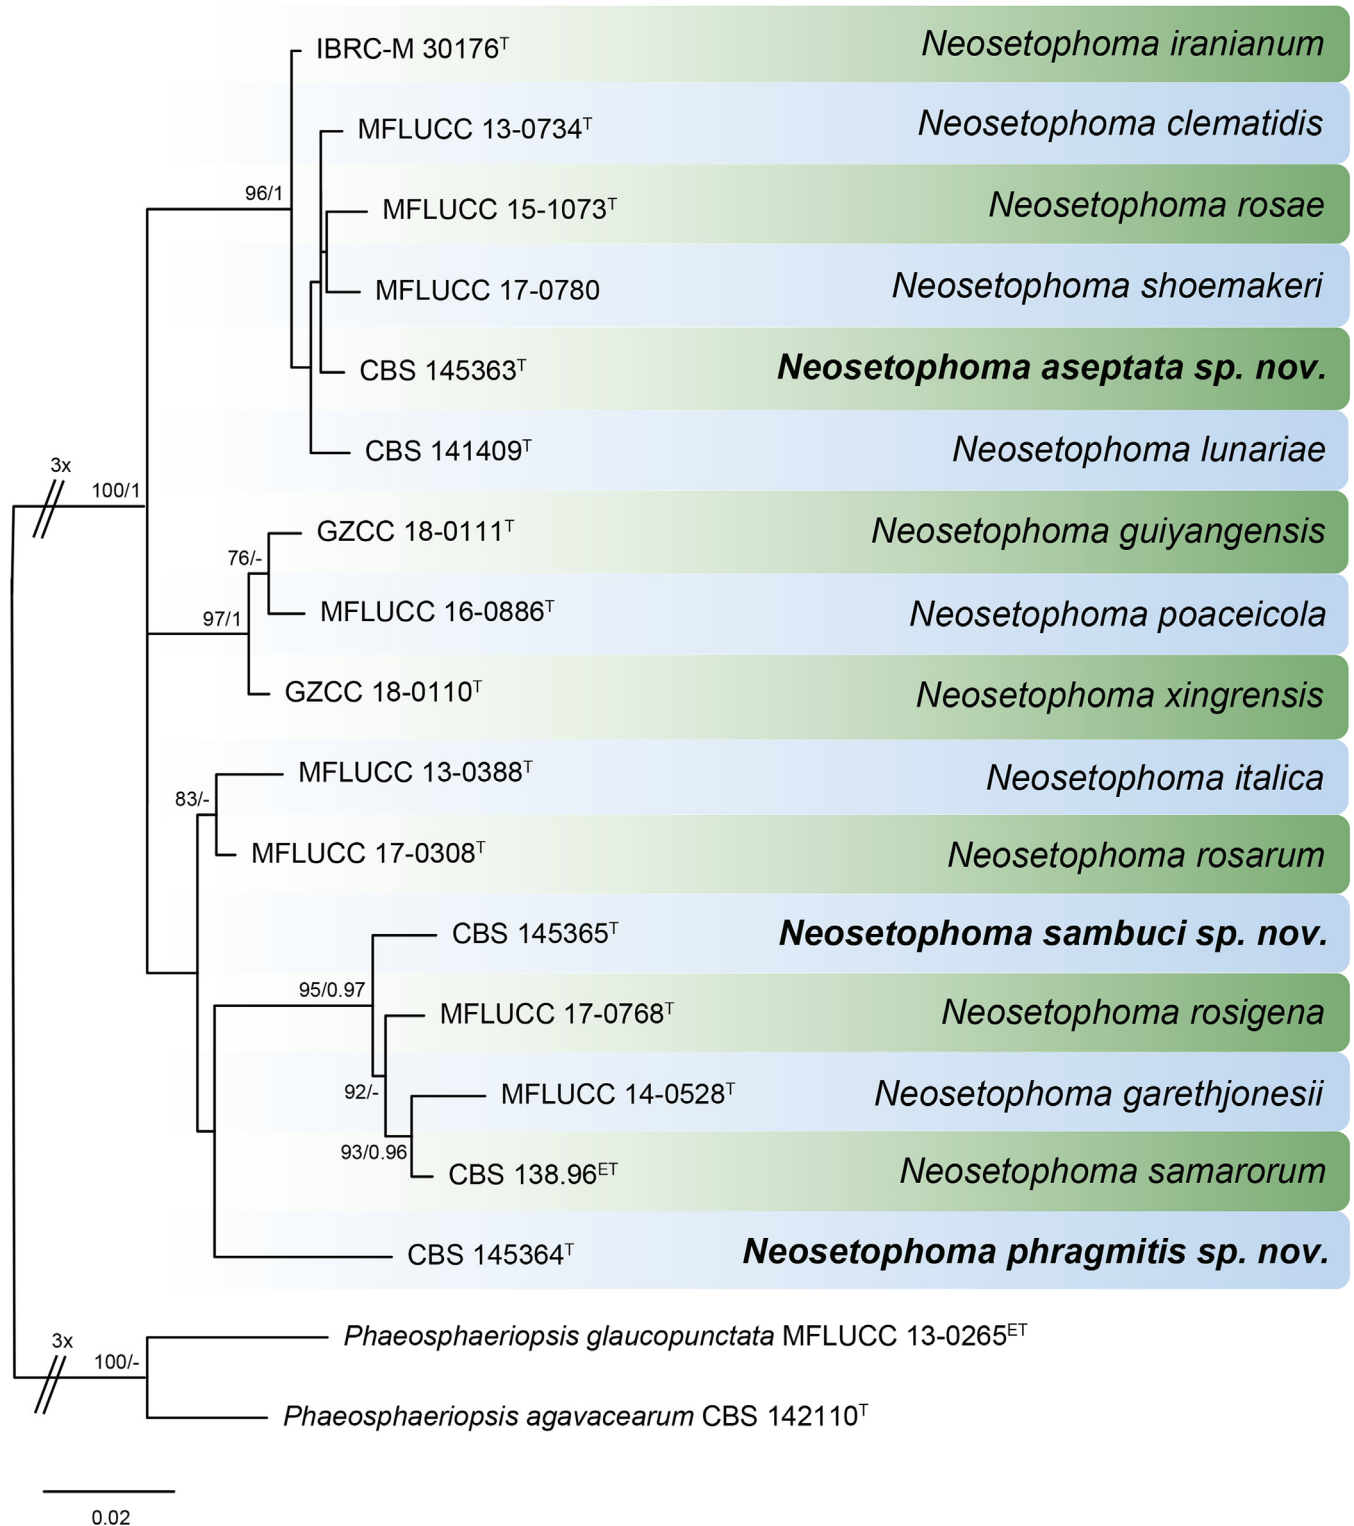 IBRC-M 30176T Neosetophoma iranianum
MFLUCC 13-0734T Neosetophoma clematidis
96/1
MFLUCC 15-1073T Neosetophoma rosae
MFLUCC 17-0780 Neosetophoma shoemakeri
CBS 145363T Neosetophoma aseptata sp. nov.
CBS 141409T Neosetophoma lunariae
3x
100/1
GZCC 18-0111T Neosetophoma guiyangensis
76/-
MFLUCC 16-0886T Neosetophoma poaceicola
97/1
GZCC 18-0110T Neosetophoma xingrensis
MFLUCC 13-0388T Neosetophoma italica
83/-
MFLUCC 17-0308T Neosetophoma rosarum
CBS 145365T Neosetophoma sambuci sp. nov.
95/0.97
MFLUCC 17-0768T Neosetophoma rosigena
92/-
MFLUCC 14-0528T Neosetophoma garethjonesii
93/0.96
CBS 138.96ET Neosetophoma samarorum
CBS 145364T Neosetophoma phragmitis sp. nov.
Phaeosphaeriopsis glaucopunctata MFLUCC 13-0265ET
3x
100/-
Phaeosphaeriopsis agavacearum CBS 142110T
0.02